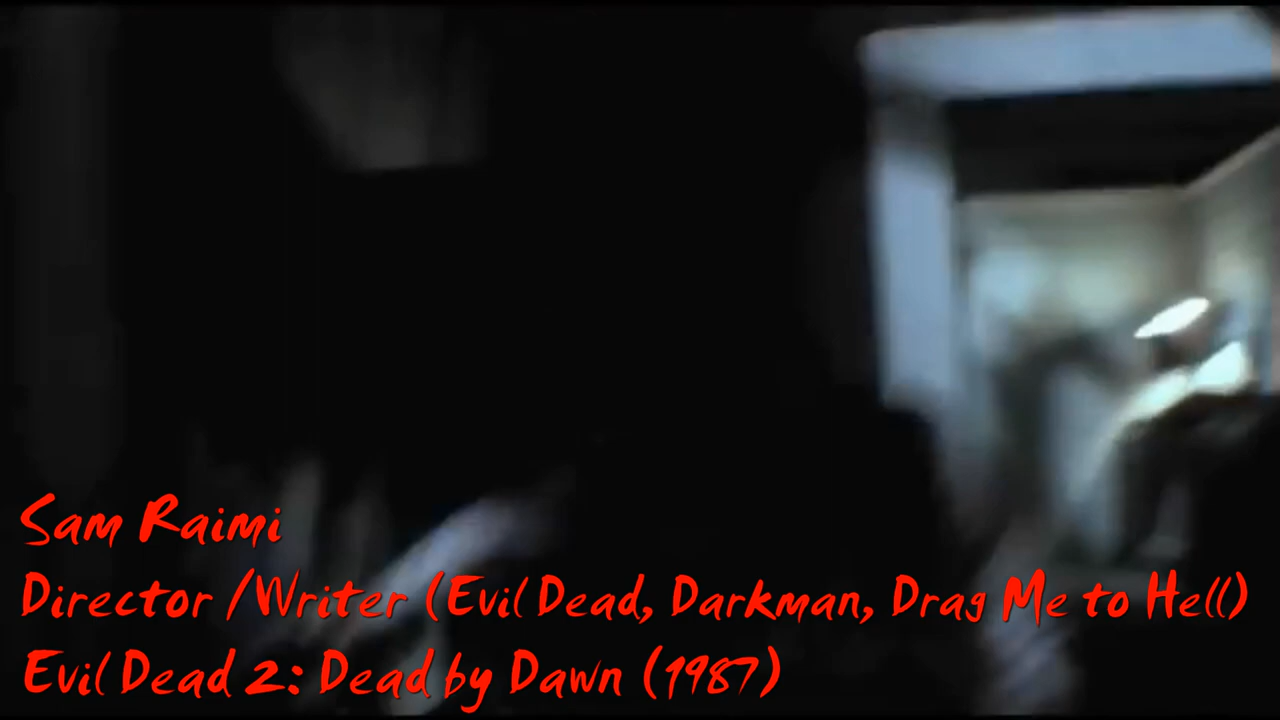 Sam Raimi
Director /Writer (Evil Dead, Darkman, Drag Me to Hell)
Evil Dead 2: Dead by Dawn (1987)